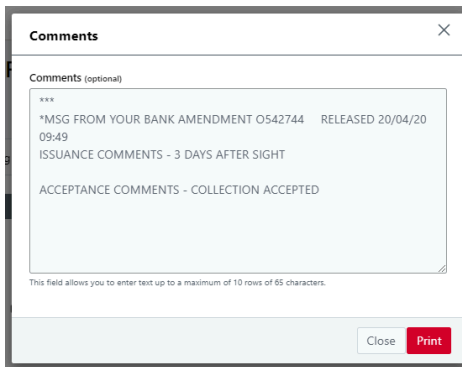 Comments
Comments (optional)
***
*MSG FROM YOUR BANK AMENDMENT O542744 RELEASED 20/04/20
09:49
ISSUANCE COMMENTS - 3 DAYS AFTER SIGHT
ACCEPTANCE COMMENTS - COLLECTION ACCEPTED
This field allows you to enter text up to a maximum of 10 rows of 65 characters.
Close
Print